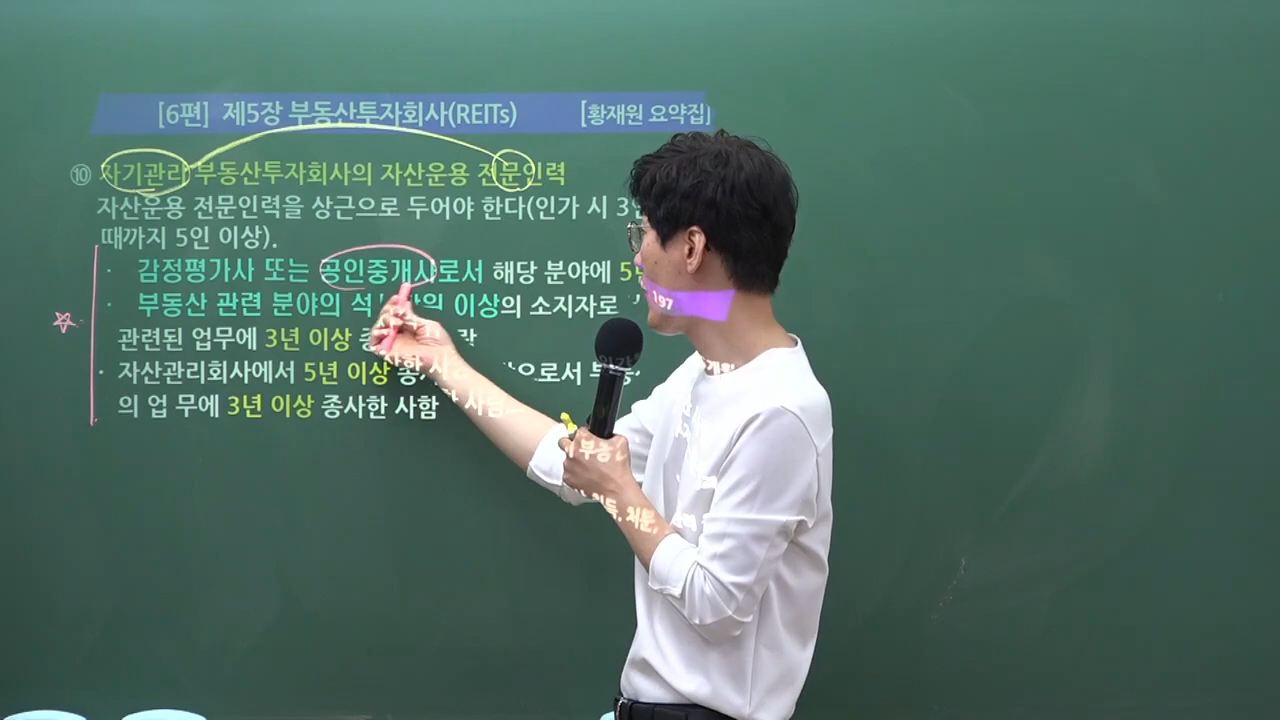 [6편] 제5장 부동산투자회사(REITs) [황재원 요약집]
⑩ 자기관리 부동산투자회사의 자산운용 전문인력
자산운용 전문인력을 상근으로 두어야 한다(인가 시 3인
때까지 5인 이상).
· 감정평가사 또는 공인중개사로서 해당 분야에 5년
· 부동산 관련 분야의 이상의 소지자로
관련된 업무에 3년 이상
· 자산관리회사에서 5년 이상
의 업 무에 3년 이상 종사한 사함
197